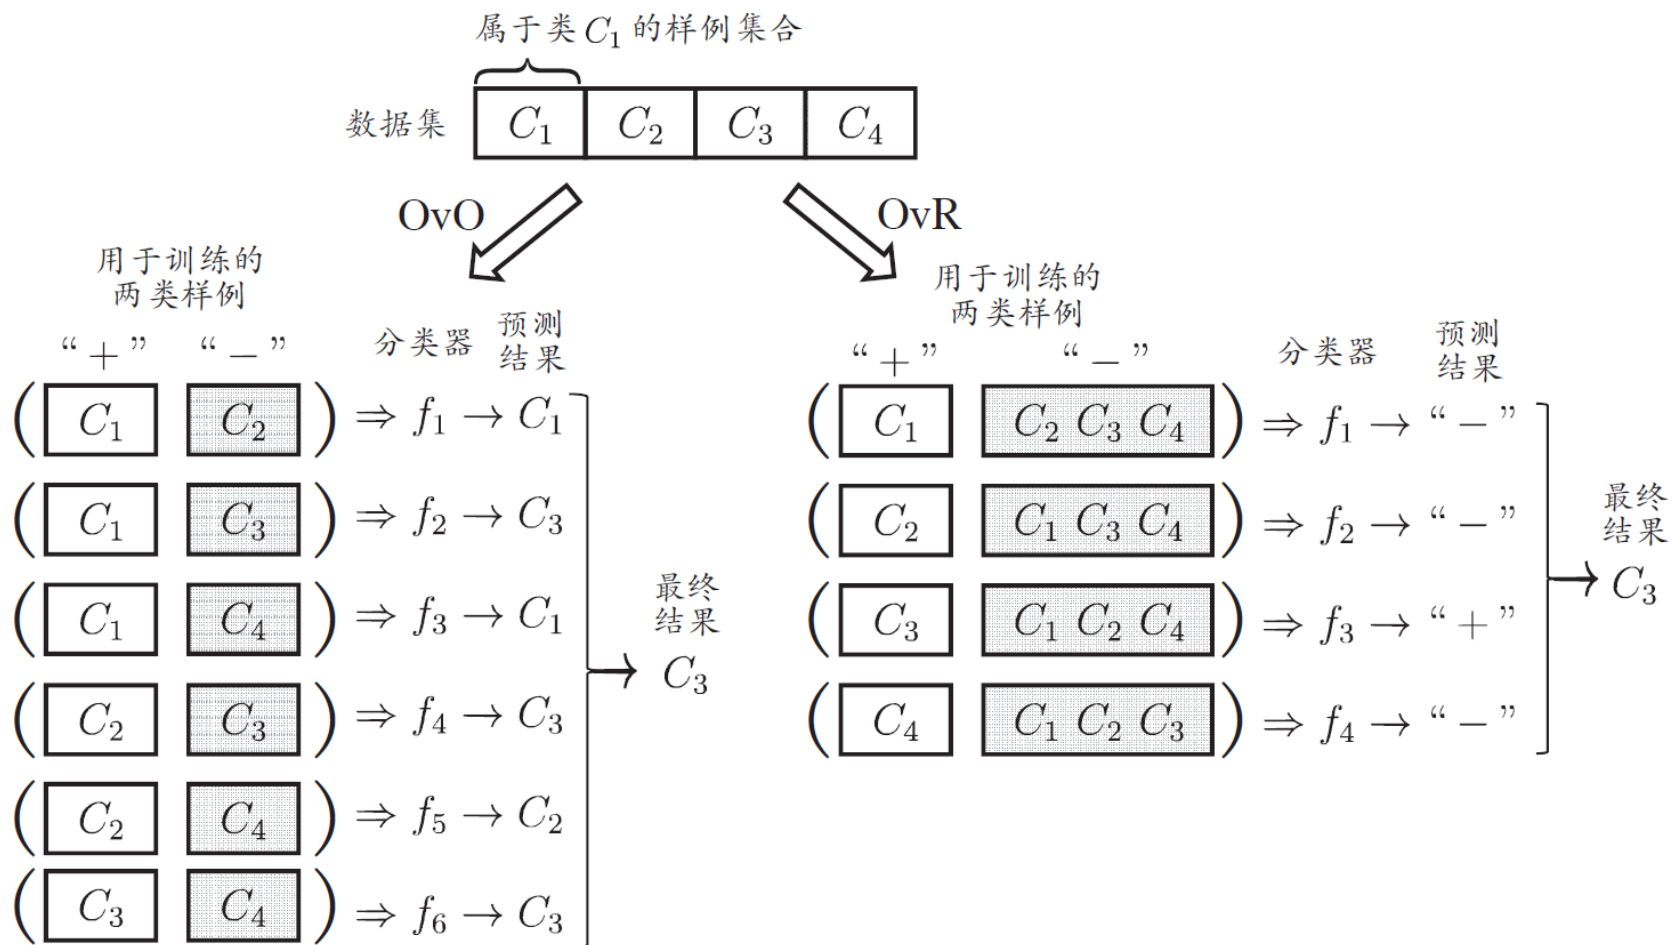 属于类 C₁ 的样例集合
数据集 C₁ C₂ C₃ C₄
OvO
用于训练的
两类样例
“+” “−” 分类器 预测
结果
( C₁ C₂ ) ⇒ f₁ → C₁
( C₁ C₃ ) ⇒ f₂ → C₃
( C₁ C₄ ) ⇒ f₃ → C₁
( C₂ C₃ ) ⇒ f₄ → C₃
( C₂ C₄ ) ⇒ f₅ → C₂
( C₃ C₄ ) ⇒ f₆ → C₃
最终
结果
C₃
OvR
用于训练的
两类样例
“+” “−” 分类器 预测
结果
( C₁ C₂ C₃ C₄ ) ⇒ f₁ → “−”
( C₂ C₁ C₃ C₄ ) ⇒ f₂ → “−”
( C₃ C₁ C₂ C₄ ) ⇒ f₃ → “+”
( C₄ C₁ C₂ C₃ ) ⇒ f₄ → “−”
最终
结果
C₃